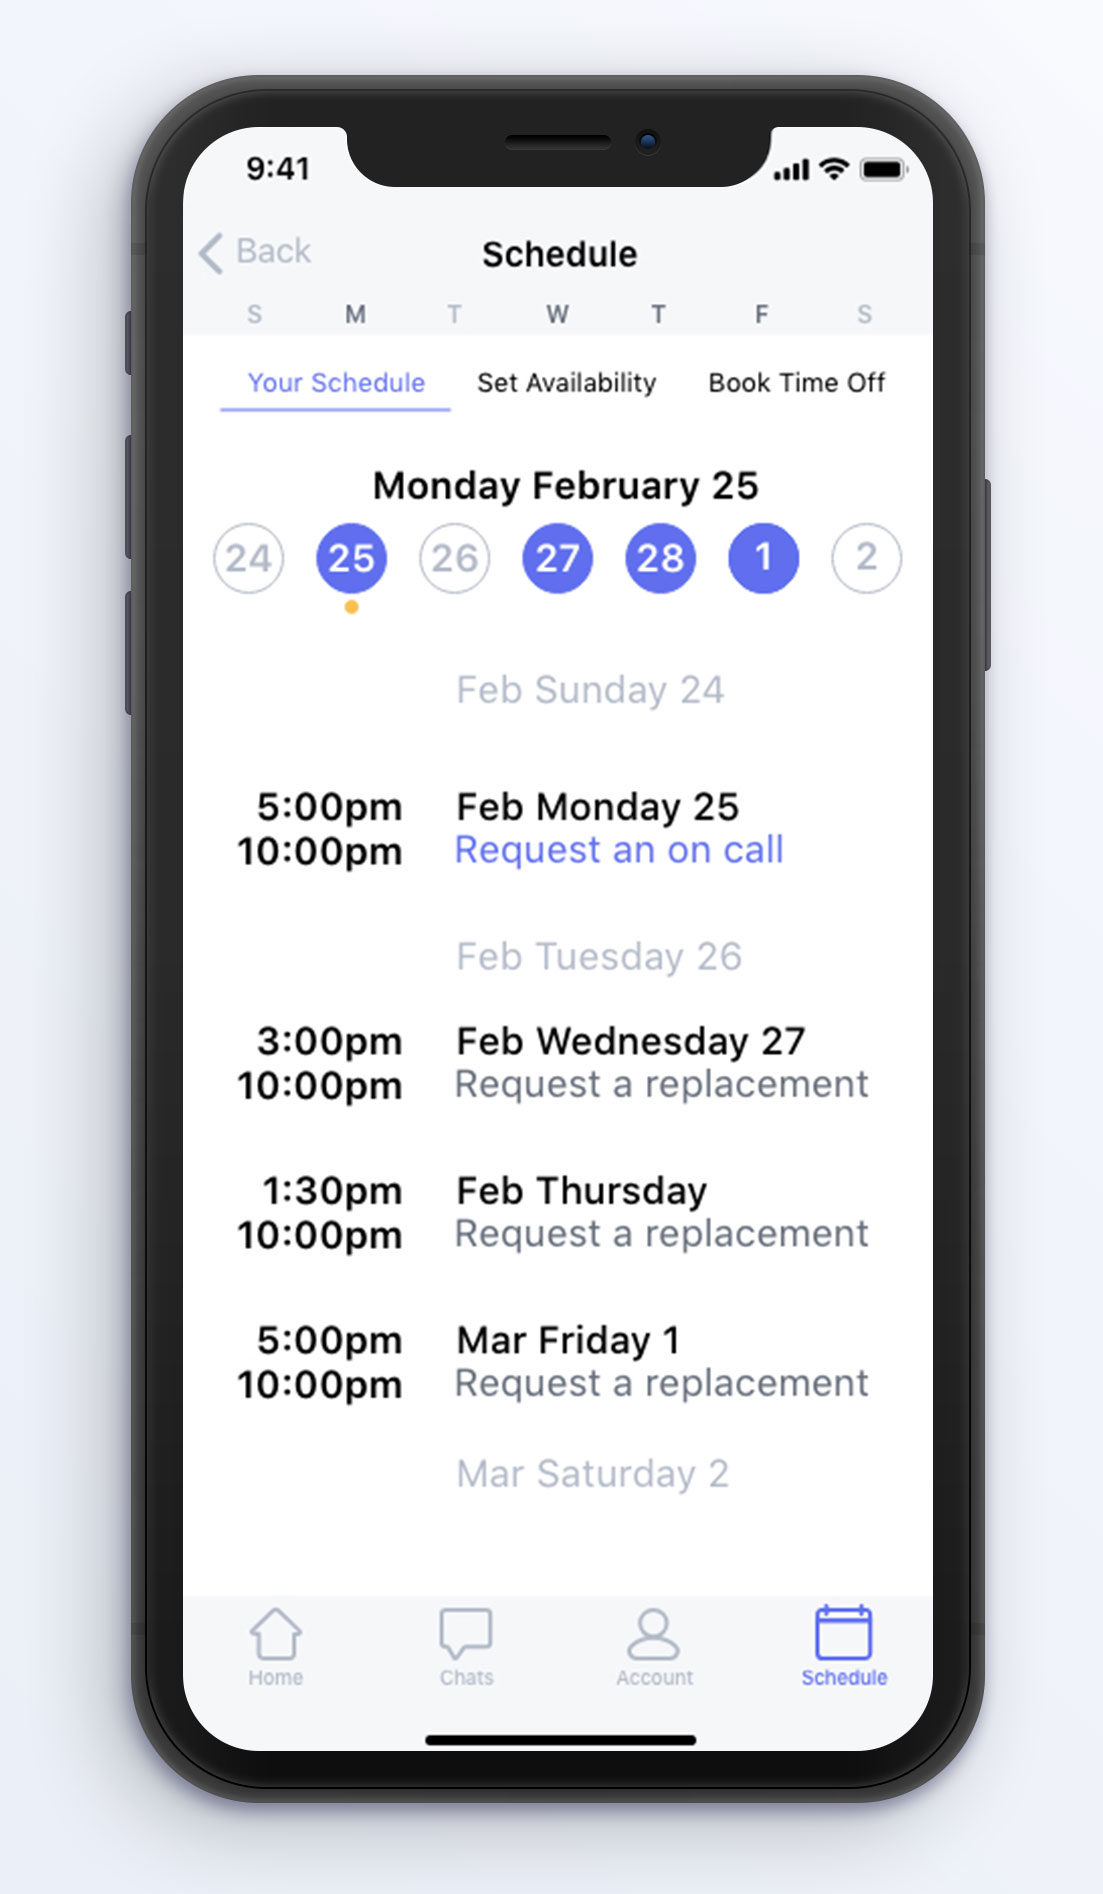 9:41
Back
Schedule
S M T W T F S
Your Schedule Set Availability Book Time Off
Monday February 25
24 25 26 27 28 1 2
Feb Sunday 24
5:00pm Feb Monday 25
10:00pm Request an on call
Feb Tuesday 26
3:00pm Feb Wednesday 27
10:00pm Request a replacement
1:30pm Feb Thursday
10:00pm Request a replacement
5:00pm Mar Friday 1
10:00pm Request a replacement
Mar Saturday 2
Home Chats Account Schedule